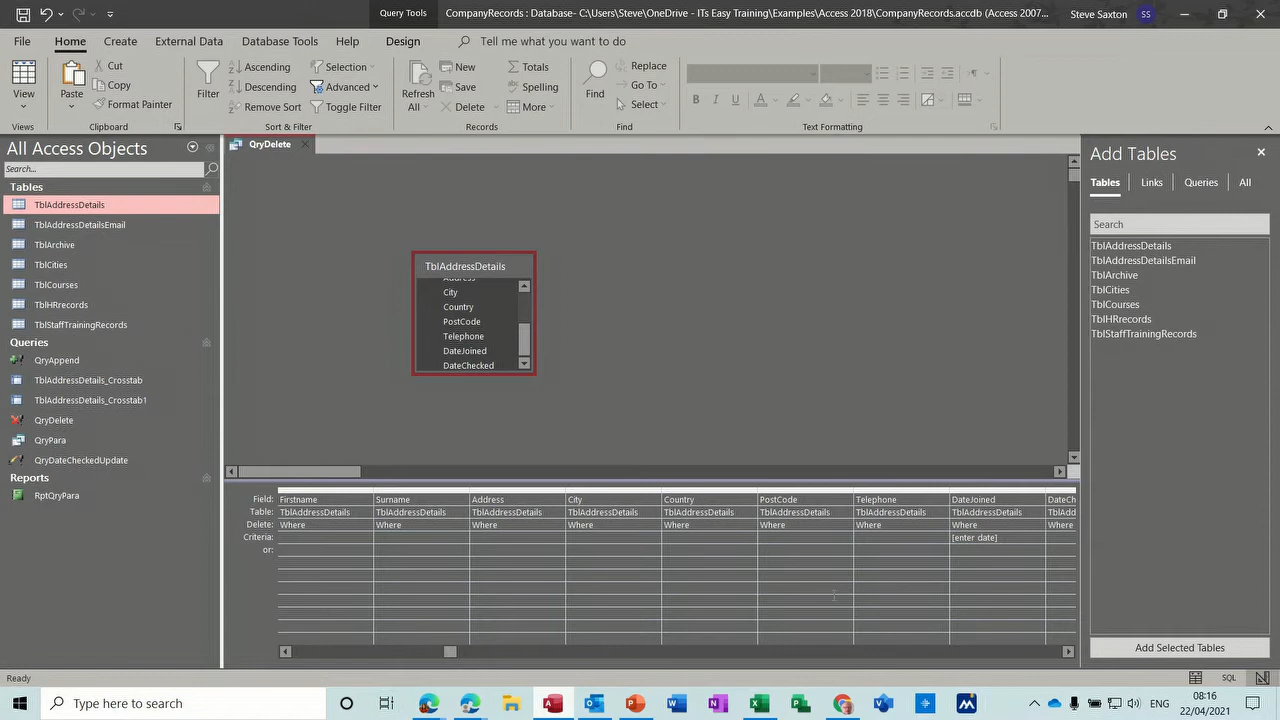 Query Tools
CompanyRecords : Database- C:\Users\Steve\OneDrive - ITs Easy Training\Examples\Access 2018\CompanyRecords.accdb (Access 2007...
Steve Saxton
SS
File
Home
Create
External Data
Database Tools
Help
Design
Tell me what you want to do
View
Paste
Cut
Copy
Format Painter
Filter
Ascending
Descending
Remove Sort
Selection
Advanced
Toggle Filter
Refresh
All
New
Save
Delete
Totals
Spelling
More
Find
Replace
Go To
Select
B
I
U
A
Views
Clipboard
Sort & Filter
Records
Find
Text Formatting
All Access Objects
Search...
Tables
TblAddressDetails
TblAddressDetailsEmail
TblArchive
TblCities
TblCourses
TblHRrecords
TblStaffTrainingRecords
Queries
QryAppend
TblAddressDetails_Crosstab
TblAddressDetails_Crosstab1
QryDelete
QryPara
QryDateCheckedUpdate
Reports
RptQryPara
QryDelete
TblAddressDetails
Address
City
Country
PostCode
Telephone
DateJoined
DateChecked
Field: Firstname Surname Address City Country PostCode Telephone DateJoined DateCh
Table: TblAddressDetails TblAddressDetails TblAddressDetails TblAddressDetails TblAddressDetails TblAddressDetails TblAddressDetails TblAddressDetails TblAdd
Delete: Where Where Where Where Where Where Where Where Where
Criteria: [enter date]
or:
Add Tables
Tables
Links
Queries
All
Search
TblAddressDetails
TblAddressDetailsEmail
TblArchive
TblCities
TblCourses
TblHRrecords
TblStaffTrainingRecords
Add Selected Tables
Ready
SQL
Type here to search
ENG
08:16
22/04/2021